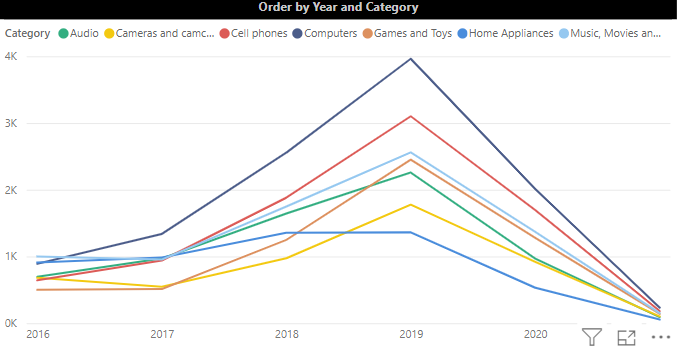 Order by Year and Category
Category Audio Cameras and camc... Cell phones Computers Games and Toys Home Appliances Music, Movies an...
4K
3K
2K
1K
0K
2016 2017 2018 2019 2020